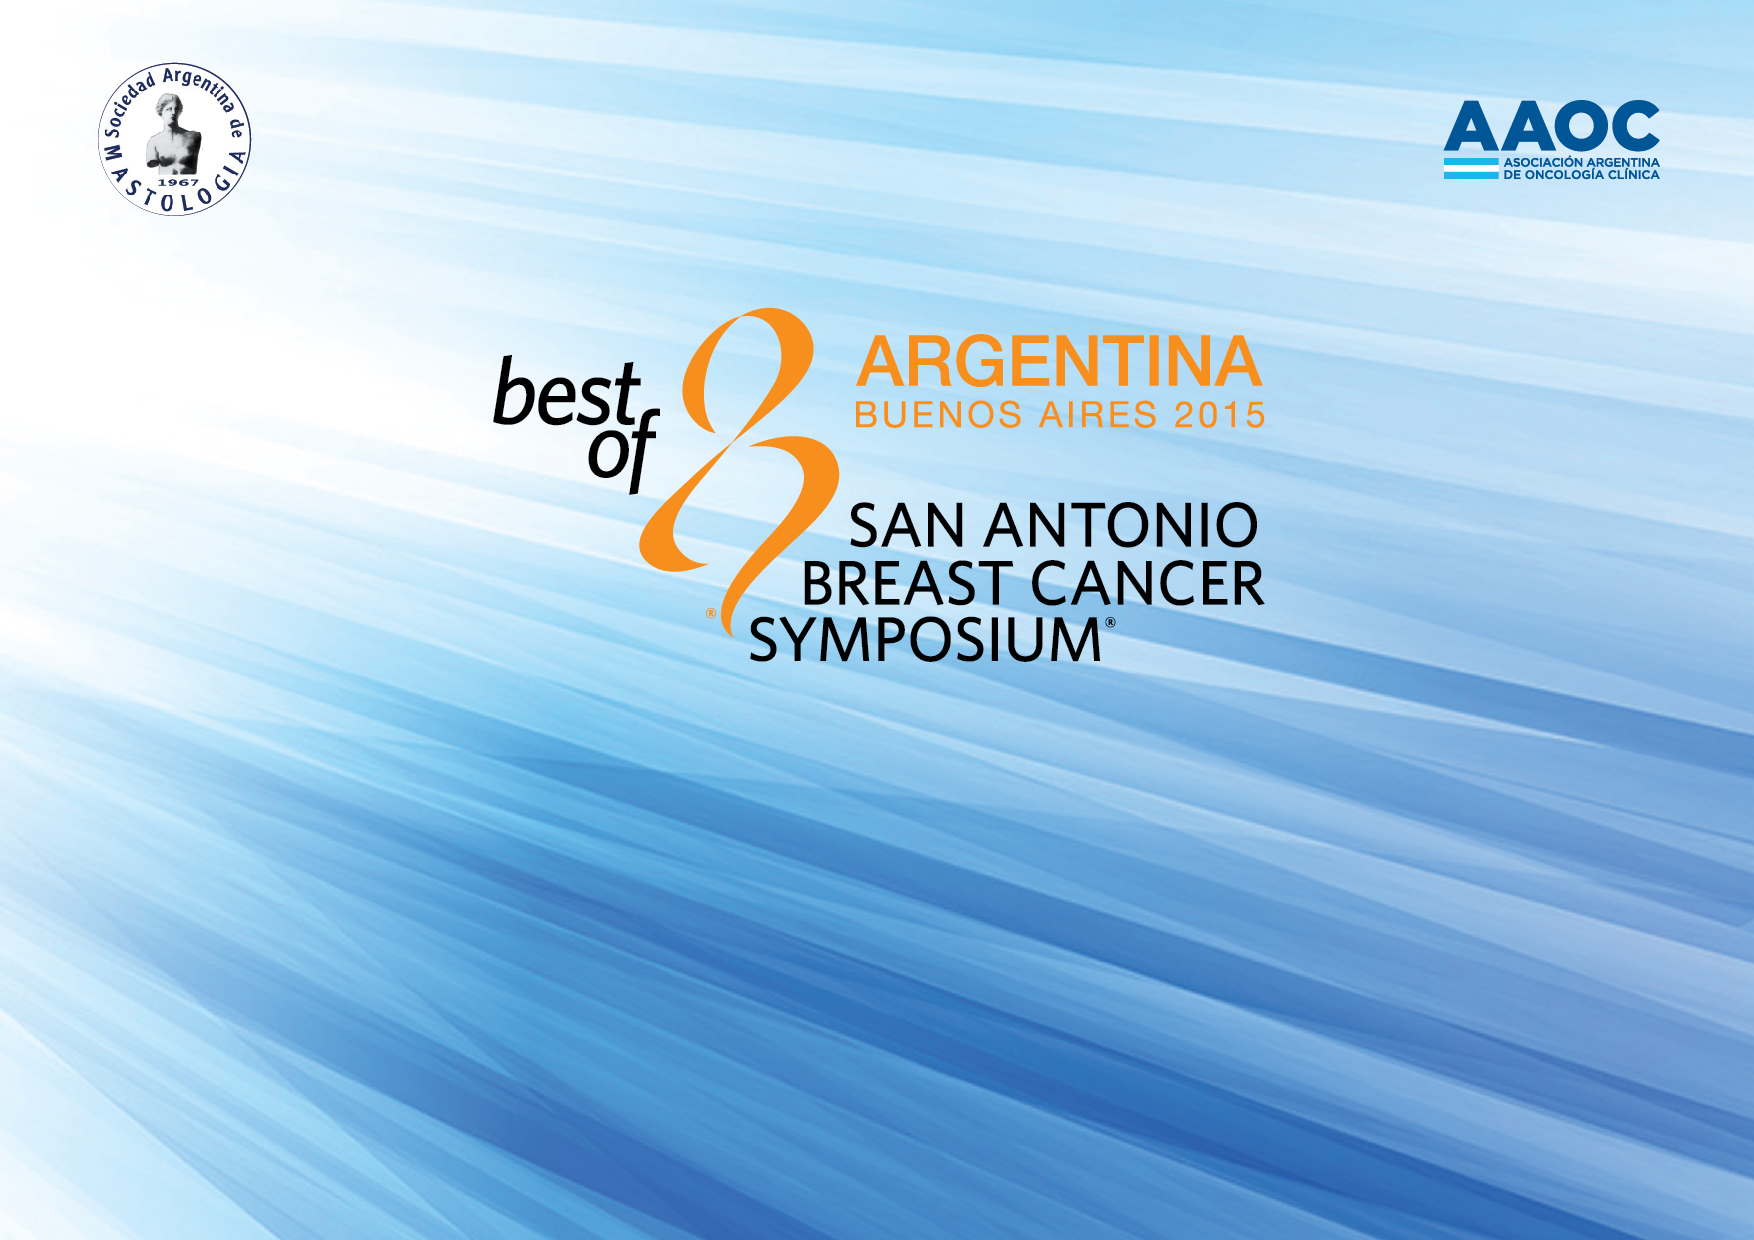 Sociedad Argentina de
MASTOLOGIA
1967
AAOC
ASOCIACIÓN ARGENTINA
DE ONCOLOGÍA CLÍNICA
best
of
ARGENTINA
BUENOS AIRES 2015
SAN ANTONIO
BREAST CANCER
®
SYMPOSIUM®